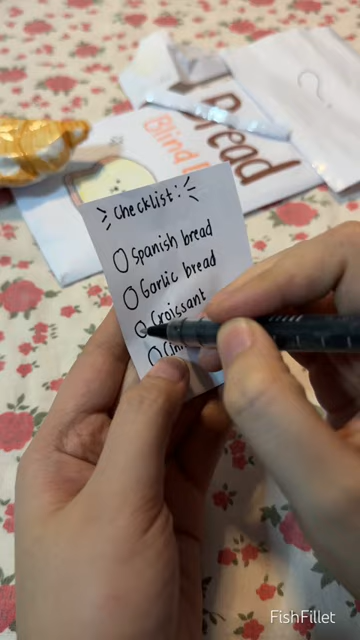 Bread
Blind
Checklist:
Spanish bread
Garlic bread
Croissant
FishFillet